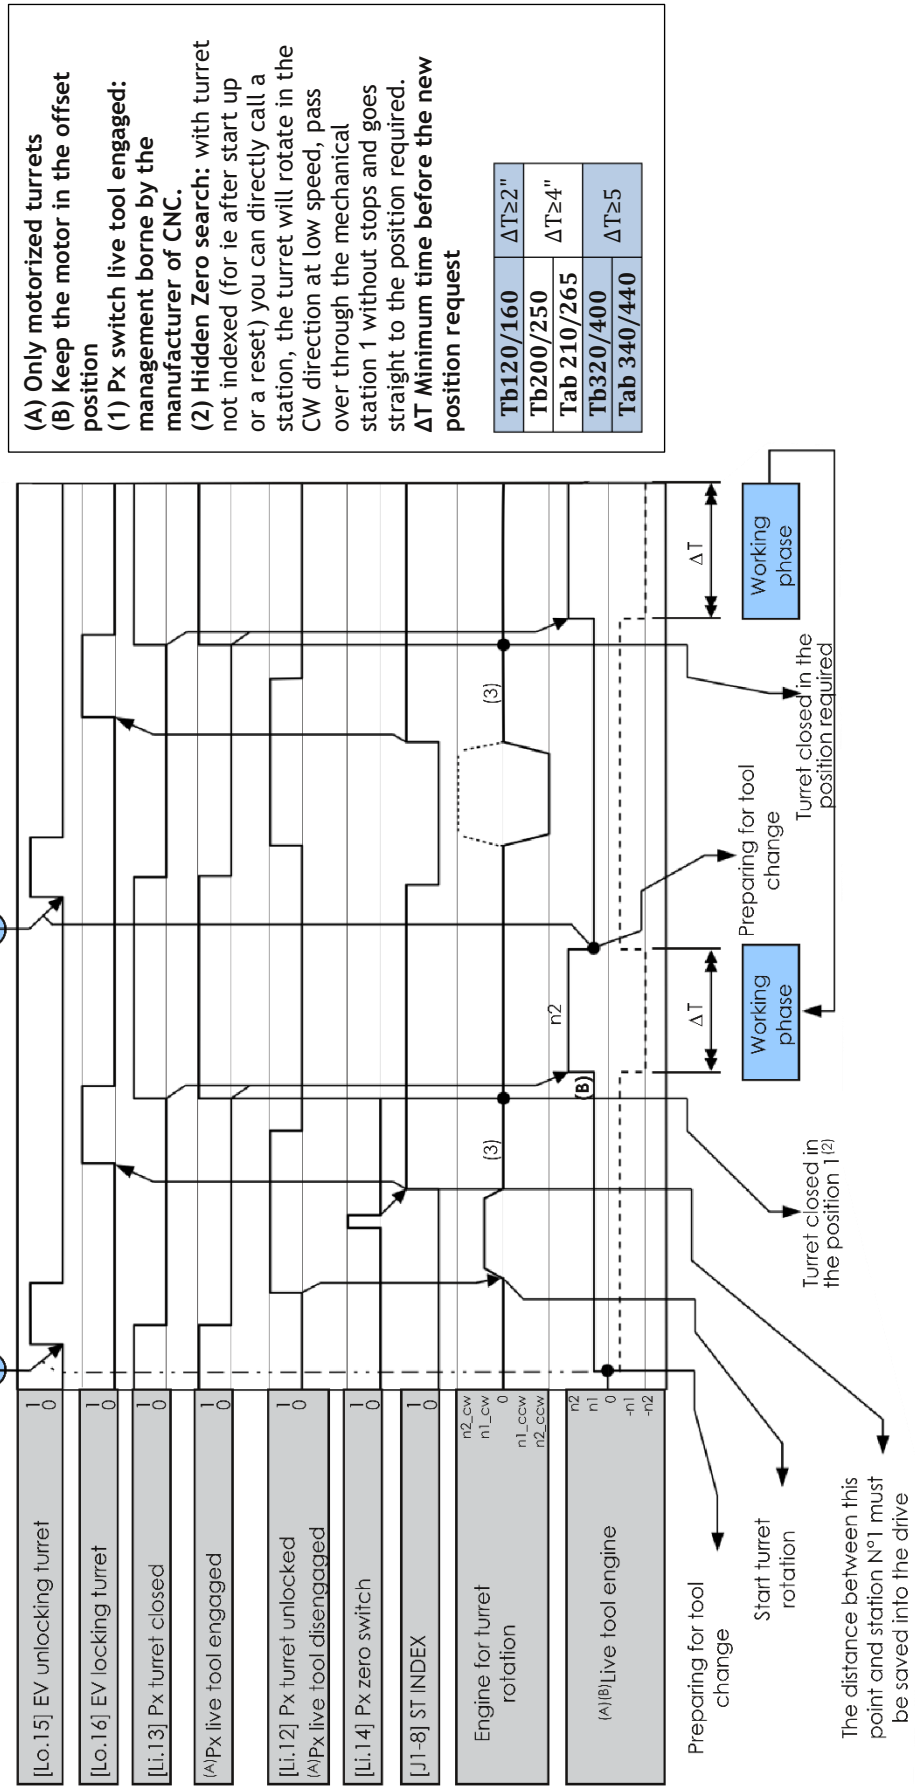 [Lo.15] EV unlocking turret
1
0
[Lo.16] EV locking turret
1
0
[Li.13] Px turret closed
1
0
(A)Px live tool engaged
1
0
[Li.12] Px turret unlocked
(A)Px live tool disengaged
1
0
[Li.14] Px zero switch
1
0
[J1-8] ST INDEX
1
0
Engine for turret
rotation
n2_cw
n1_cw
0
n1_ccw
n2_ccw
(A)(B)Live tool engine
n2
n1
0
-n1
-n2
(3)
(3)
n2
(B)
ΔT
ΔT
Working
phase
Working
phase
Preparing for tool
change
Start turret
rotation
The distance between this
point and station N°1 must
be saved into the drive
Turret closed in
the position 1(2)
Preparing for tool
change
Turret closed in the
position required
(A) Only motorized turrets
(B) Keep the motor in the offset
position
(1) Px switch live tool engaged:
management borne by the
manufacturer of CNC.
(2) Hidden Zero search: with turret
not indexed (for ie after start up
or a reset) you can directly call a
station, the turret will rotate in the
CW direction at low speed, pass
over through the mechanical
station 1 without stops and goes
straight to the position required.
ΔT Minimum time before the new
position request
Tb120/160 ΔT≥2"
Tb200/250
Tab 210/265 ΔT≥4"
Tb320/400
Tab 340/440 ΔT≥5